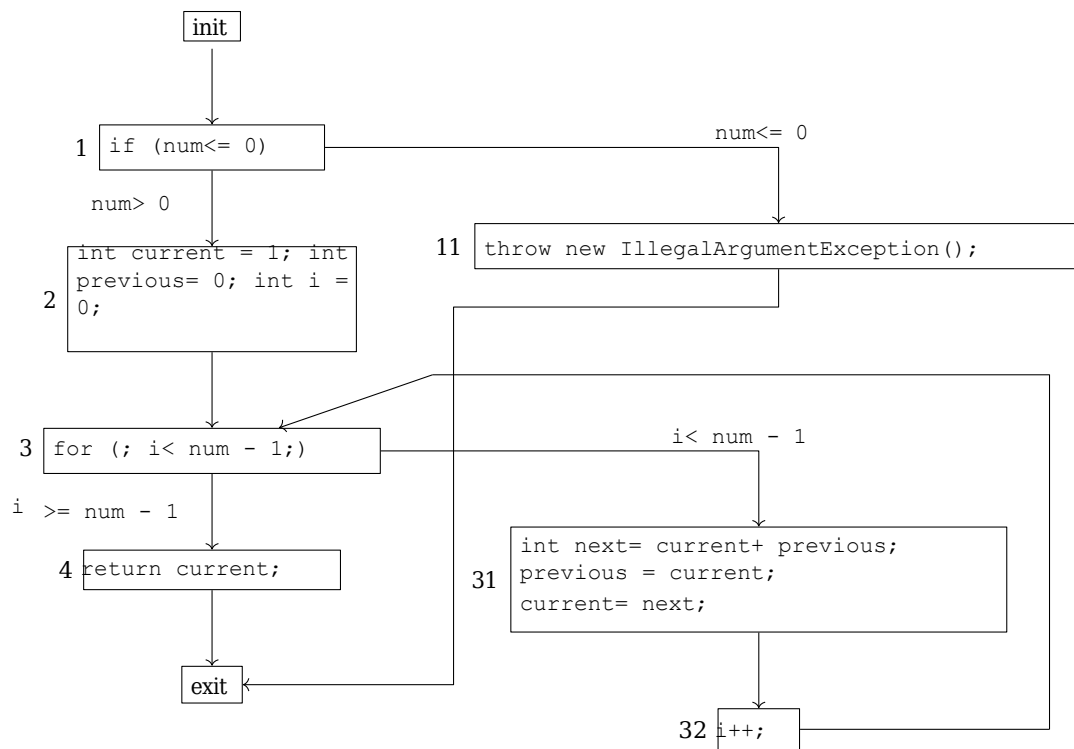 init
num<= 0
1 if (num<= 0)
num> 0
11 throw new IllegalArgumentException();
int current = 1; int
previous= 0; int i =
2
0;
i< num - 1
3 for (; i< num - 1;)
i >= num - 1
int next= current+ previous;
4 return current;
31 previous = current;
current= next;
exit
32 i++;